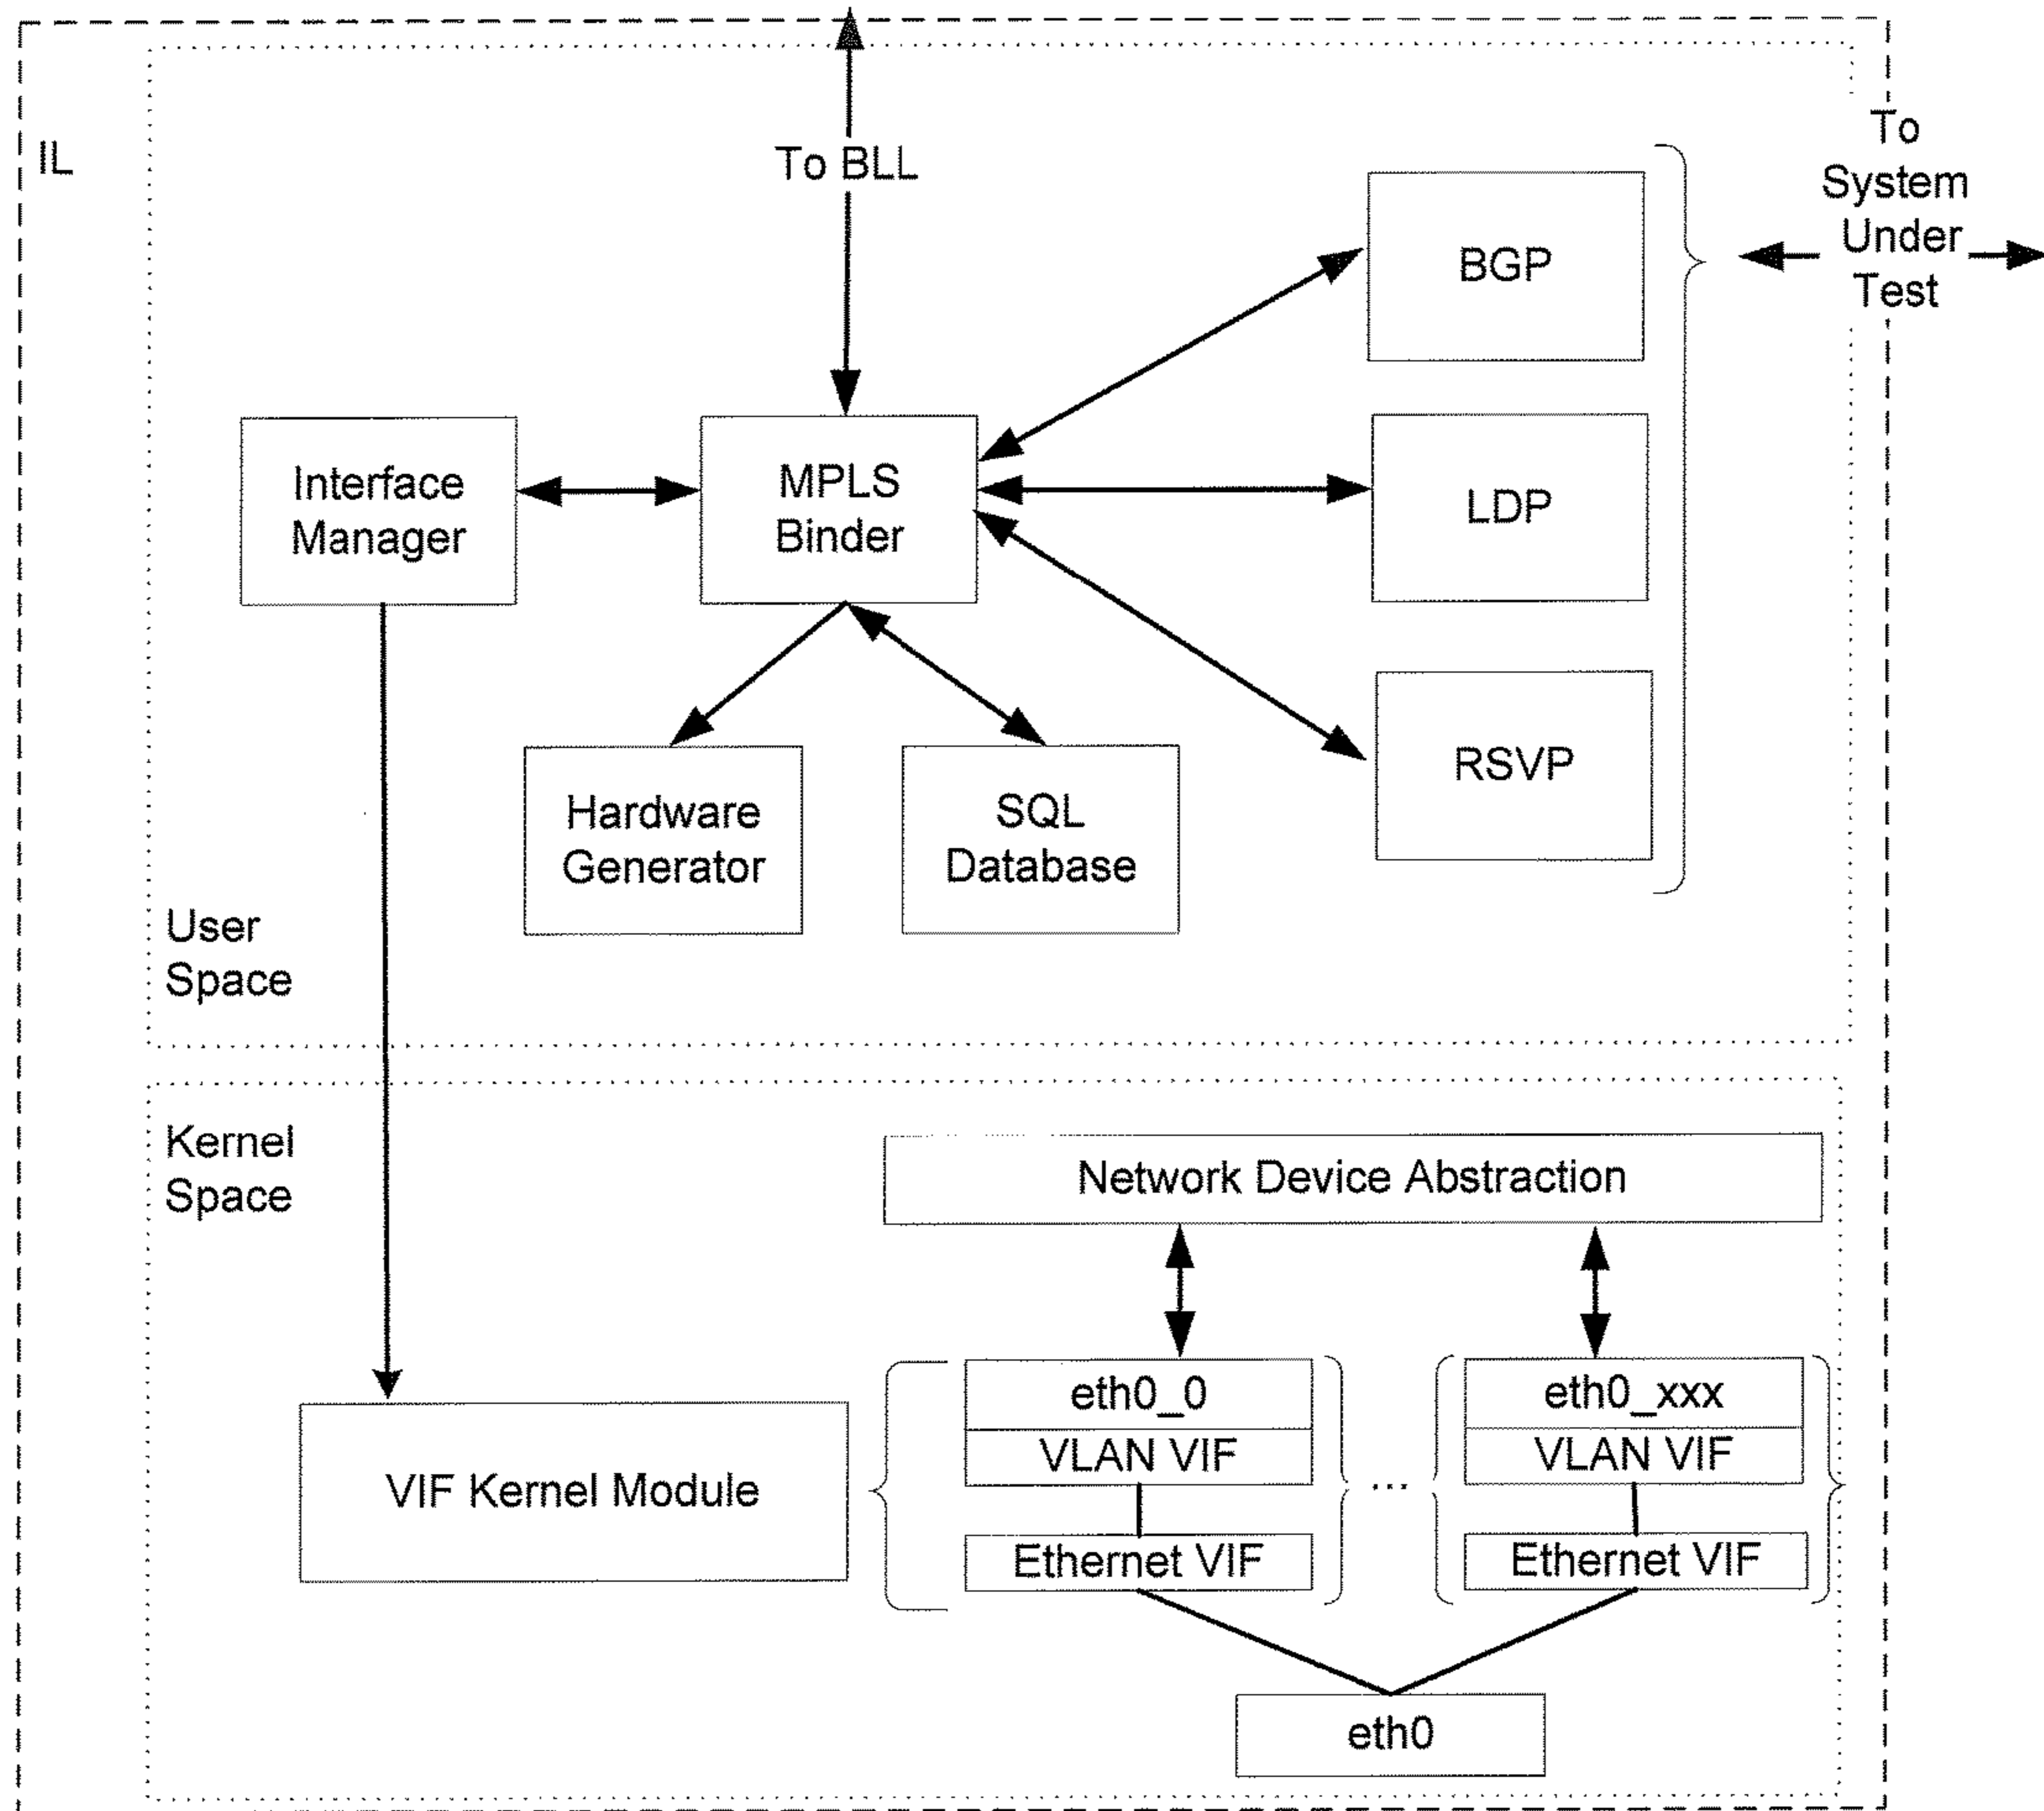 IL
To BLL
To
System
Under
Test
BGP
Interface
Manager
MPLS
Binder
LDP
RSVP
Hardware
Generator
SQL
Database
User
Space
Kernel
Space
Network Device Abstraction
eth0_0
VLAN VIF
Ethernet VIF
...
eth0_xxx
VLAN VIF
Ethernet VIF
VIF Kernel Module
eth0